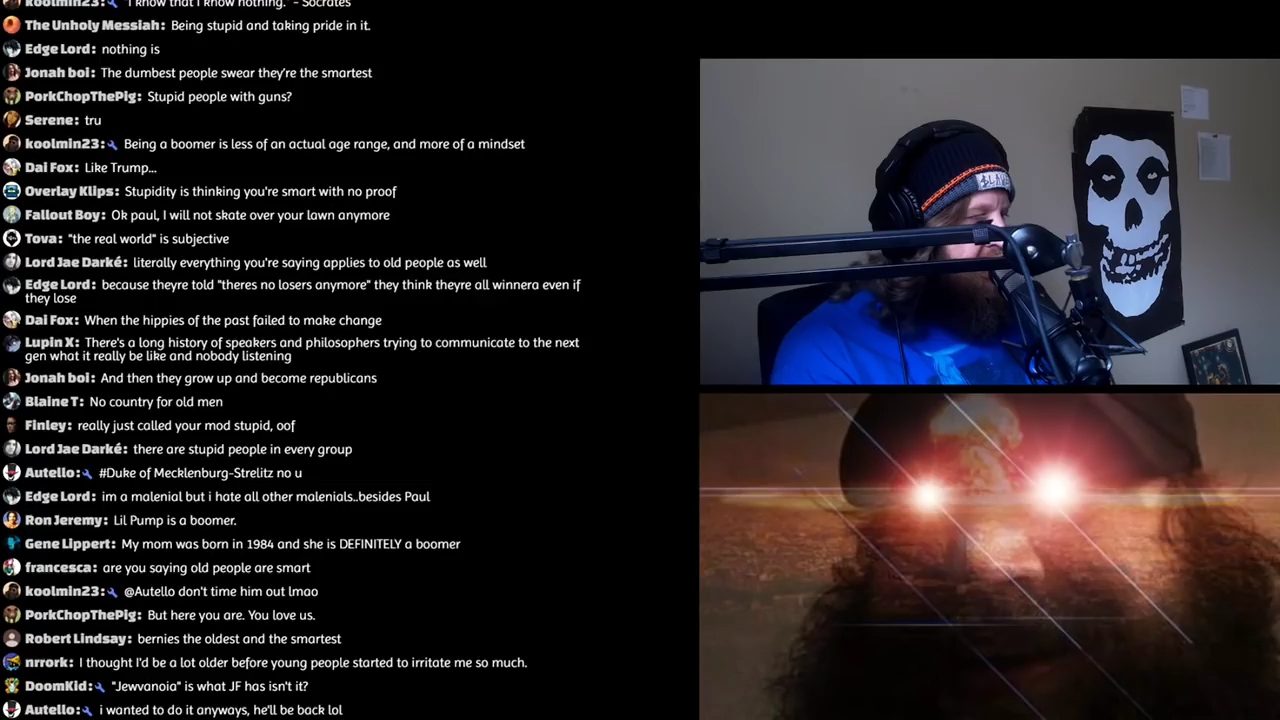 koolmin23: "I know that I know nothing." - Socrates
The Unholy Messiah: Being stupid and taking pride in it.
Edge Lord: nothing is
Jonah boi: The dumbest people swear they're the smartest
PorkChopThePig: Stupid people with guns?
Serene: tru
koolmin23: Being a boomer is less of an actual age range, and more of a mindset
Dai Fox: Like Trump...
Overlay Klips: Stupidity is thinking you're smart with no proof
Fallout Boy: Ok paul, I will not skate over your lawn anymore
Tova: "the real world" is subjective
Lord Jae Darké: literally everything you're saying applies to old people as well
Edge Lord: because theyre told "theres no losers anymore" they think theyre all winnera even if
they lose
Dai Fox: When the hippies of the past failed to make change
Lupin X: There's a long history of speakers and philosophers trying to communicate to the next
gen what it really be like and nobody listening
Jonah boi: And then they grow up and become republicans
Blaine T: No country for old men
Finley: really just called your mod stupid, oof
Lord Jae Darké: there are stupid people in every group
Autello: #Duke of Mecklenburg-Strelitz no u
Edge Lord: im a malenial but i hate all other malenials..besides Paul
Ron Jeremy: Lil Pump is a boomer.
Gene Lippert: My mom was born in 1984 and she is DEFINITELY a boomer
francesca: are you saying old people are smart
koolmin23: @Autello don't time him out lmao
PorkChopThePig: But here you are. You love us.
Robert Lindsay: bernies the oldest and the smartest
nrrork: I thought I'd be a lot older before young people started to irritate me so much.
DoomKid: "Jewvanoia" is what JF has isn't it?
Autello: i wanted to do it anyways, he'll be back lol